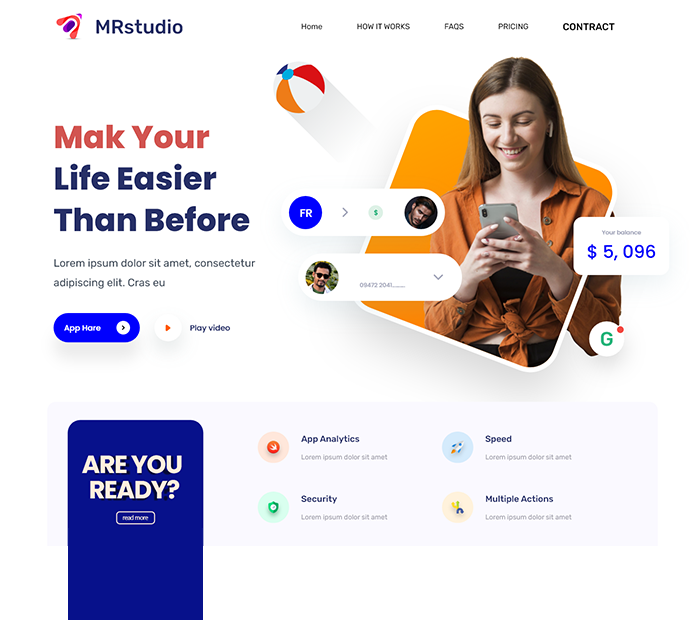 MRstudio
Home HOW IT WORKS FAQS PRICING CONTRACT
Mak Your
Life Easier
Than Before
Lorem ipsum dolor sit amet, consectetur
adipiscing elit. Cras eu
App Hare
Play video
FR
$
09472 2041,,,,,,,,
Your balance
$ 5, 096
G
ARE YOU
READY?
read more
App Analytics
Lorem ipsum dolor sit amet
Speed
Lorem ipsum dolor sit amet
Security
Lorem ipsum dolor sit amet
Multiple Actions
Lorem ipsum dolor sit amet